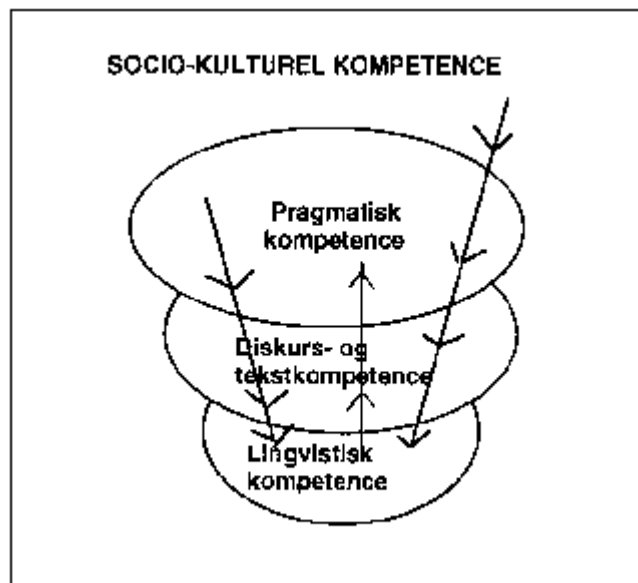 SOCIO-KULTUREL KOMPETENCE
Pragmatisk
kompetence
Diskurs- og
tekstkompetence
Lingvistisk
kompetence